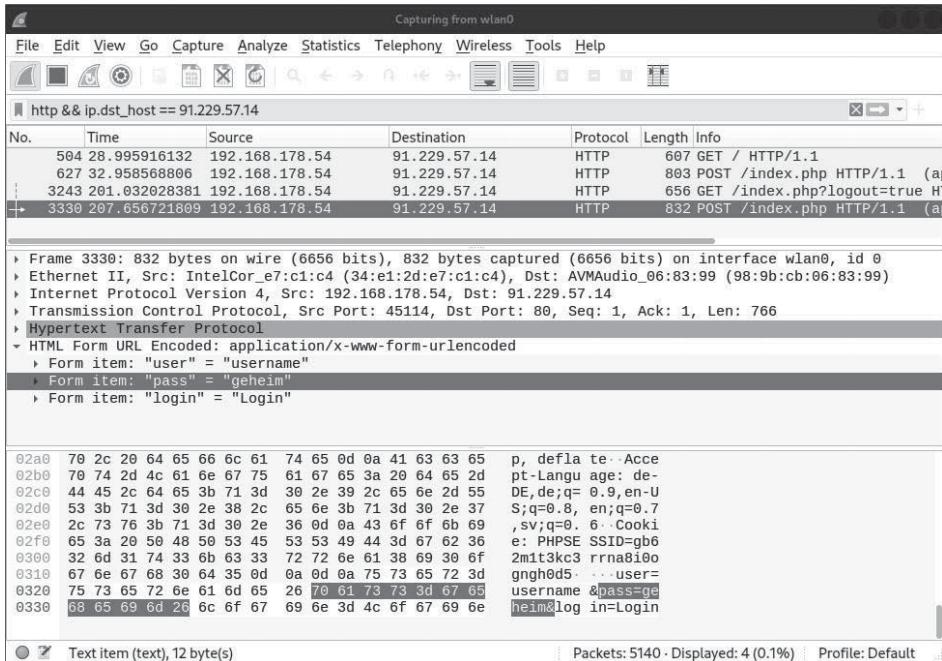 Capturing from wlan0
File Edit View Go Capture Analyze Statistics Telephony Wireless Tools Help
http && ip.dst_host == 91.229.57.14
No. Time Source Destination Protocol Length Info
504 28.995916132 192.168.178.54 91.229.57.14 HTTP 607 GET / HTTP/1.1
627 32.958568806 192.168.178.54 91.229.57.14 HTTP 803 POST /index.php HTTP/1.1 (ap
3243 201.032028381 192.168.178.54 91.229.57.14 HTTP 656 GET /index.php?logout=true HT
3330 207.656721809 192.168.178.54 91.229.57.14 HTTP 832 POST /index.php HTTP/1.1 (ap
Frame 3330: 832 bytes on wire (6656 bits), 832 bytes captured (6656 bits) on interface wlan0, id 0
Ethernet II, Src: IntelCor_e7:c1:c4 (34:e1:2d:e7:c1:c4), Dst: AVMAudio_06:83:99 (98:9b:cb:06:83:99)
Internet Protocol Version 4, Src: 192.168.178.54, Dst: 91.229.57.14
Transmission Control Protocol, Src Port: 45114, Dst Port: 80, Seq: 1, Ack: 1, Len: 766
Hypertext Transfer Protocol
HTML Form URL Encoded: application/x-www-form-urlencoded
Form item: "user" = "username"
Form item: "pass" = "geheim"
Form item: "login" = "Login"
02a0 70 2c 20 64 65 66 6c 61 74 65 0d 0a 41 63 63 65 p, defla te··Acce
02b0 70 74 2d 4c 61 6e 67 75 61 67 65 3a 20 64 65 2d pt-Langu age: de-
02c0 44 45 2c 64 65 3b 71 3d 30 2e 39 2c 65 6e 2d 55 DE,de;q= 0.9,en-U
02d0 53 3b 71 3d 30 2e 38 2c 65 6e 3b 71 3d 30 2e 37 S;q=0.8, en;q=0.7
02e0 2c 73 76 3b 71 3d 30 2e 36 0d 0a 43 6f 6f 6b 69 ,sv;q=0. 6··Cooki
02f0 65 3a 20 50 48 50 53 45 53 53 49 44 3d 67 62 36 e: PHPSE SSID=gb6
0300 32 6d 31 74 33 6b 63 33 72 72 6e 61 38 69 30 6f 2m1t3kc3 rrna8i0o
0310 67 6e 67 68 30 64 35 0d 0a 0d 0a 75 73 65 72 3d gngh0d5· ···user=
0320 75 73 65 72 6e 61 6d 65 26 70 61 73 73 3d 67 65 username &pass=ge
0330 68 65 69 6d 26 6c 6f 67 69 6e 3d 4c 6f 67 69 6e heim&log in=Login
Text item (text), 12 byte(s) Packets: 5140 · Displayed: 4 (0.1%) Profile: Default